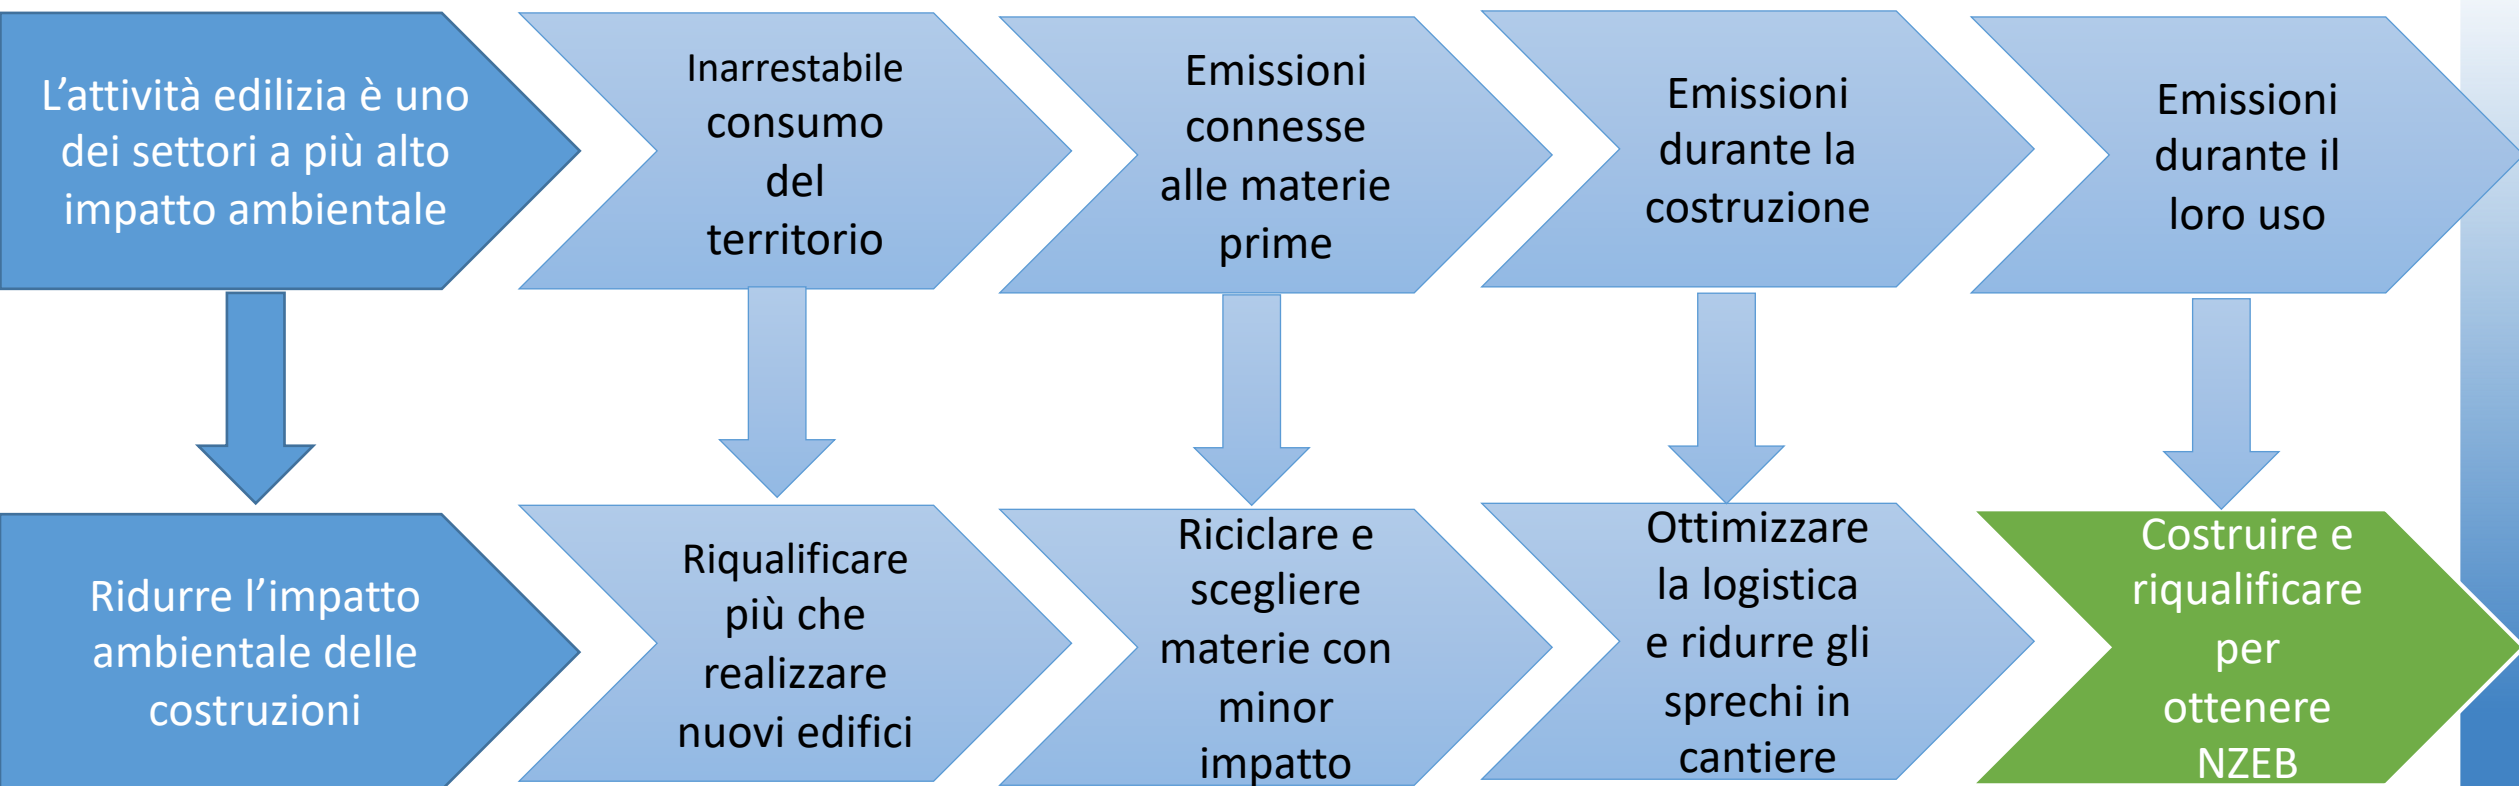 L’attività edilizia è uno
dei settori a più alto
impatto ambientale
Inarrestabile
consumo
del
territorio
Emissioni
connesse
alle materie
prime
Emissioni
durante la
costruzione
Emissioni
durante il
loro uso
Ridurre l’impatto
ambientale delle
costruzioni
Riqualificare
più che
realizzare
nuovi edifici
Riciclare e
scegliere
materie con
minor
impatto
Ottimizzare
la logistica
e ridurre gli
sprechi in
cantiere
Costruire e
riqualificare
per
ottenere
NZEB